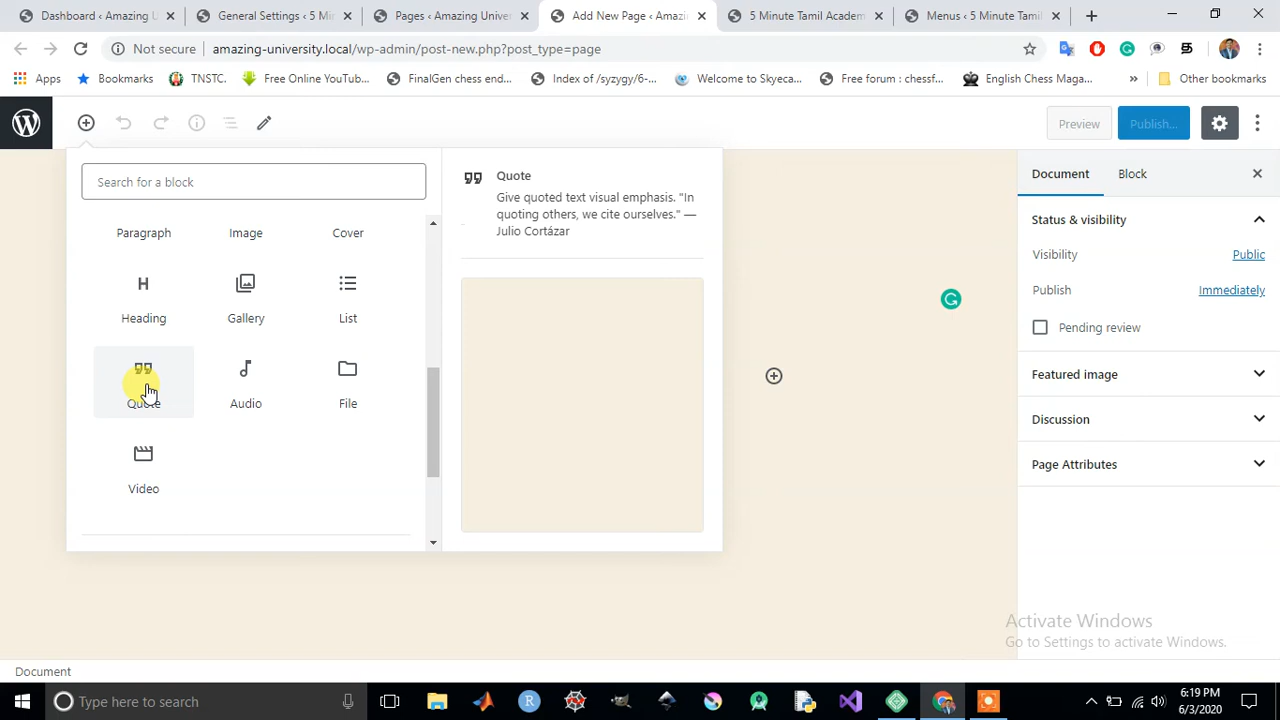 Dashboard ‹ Amazing U
General Settings ‹ 5 Min
Pages ‹ Amazing Univer
Add New Page ‹ Amazi
5 Minute Tamil Academ
Menus ‹ 5 Minute Tamil
Not secure
amazing-university.local/wp-admin/post-new.php?post_type=page
Apps
Bookmarks
TNSTC.
Free Online YouTub...
FinalGen chess end...
Index of /syzygy/6-...
Welcome to Skyeca...
Free forum : chessf...
English Chess Maga...
»
Other bookmarks
Preview
Publish...
Search for a block
Paragraph
Image
Cover
Heading
Gallery
List
Quote
Audio
File
Video
Quote
Give quoted text visual emphasis. "In
quoting others, we cite ourselves." —
Julio Cortázar
Document
Block
Status & visibility
Visibility
Public
Publish
Immediately
Pending review
Featured image
Discussion
Page Attributes
Activate Windows
Go to Settings to activate Windows.
Document
Type here to search
6:19 PM
6/3/2020